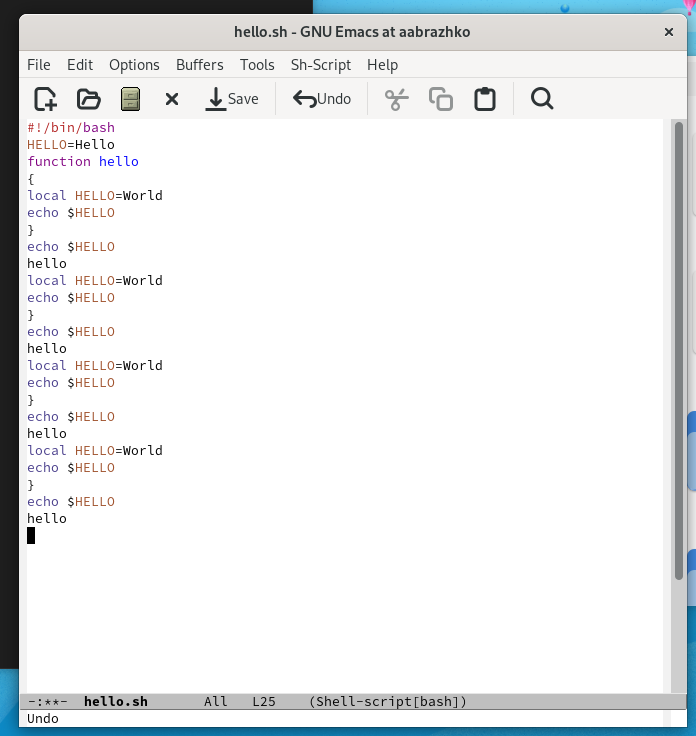 hello.sh - GNU Emacs at aabrazhko
File Edit Options Buffers Tools Sh-Script Help
Save Undo
#!/bin/bash
HELLO=Hello
function hello
{
local HELLO=World
echo $HELLO
}
echo $HELLO
hello
local HELLO=World
echo $HELLO
}
echo $HELLO
hello
local HELLO=World
echo $HELLO
}
echo $HELLO
hello
local HELLO=World
echo $HELLO
}
echo $HELLO
hello
-:**- hello.sh All L25 (Shell-script[bash])
Undo